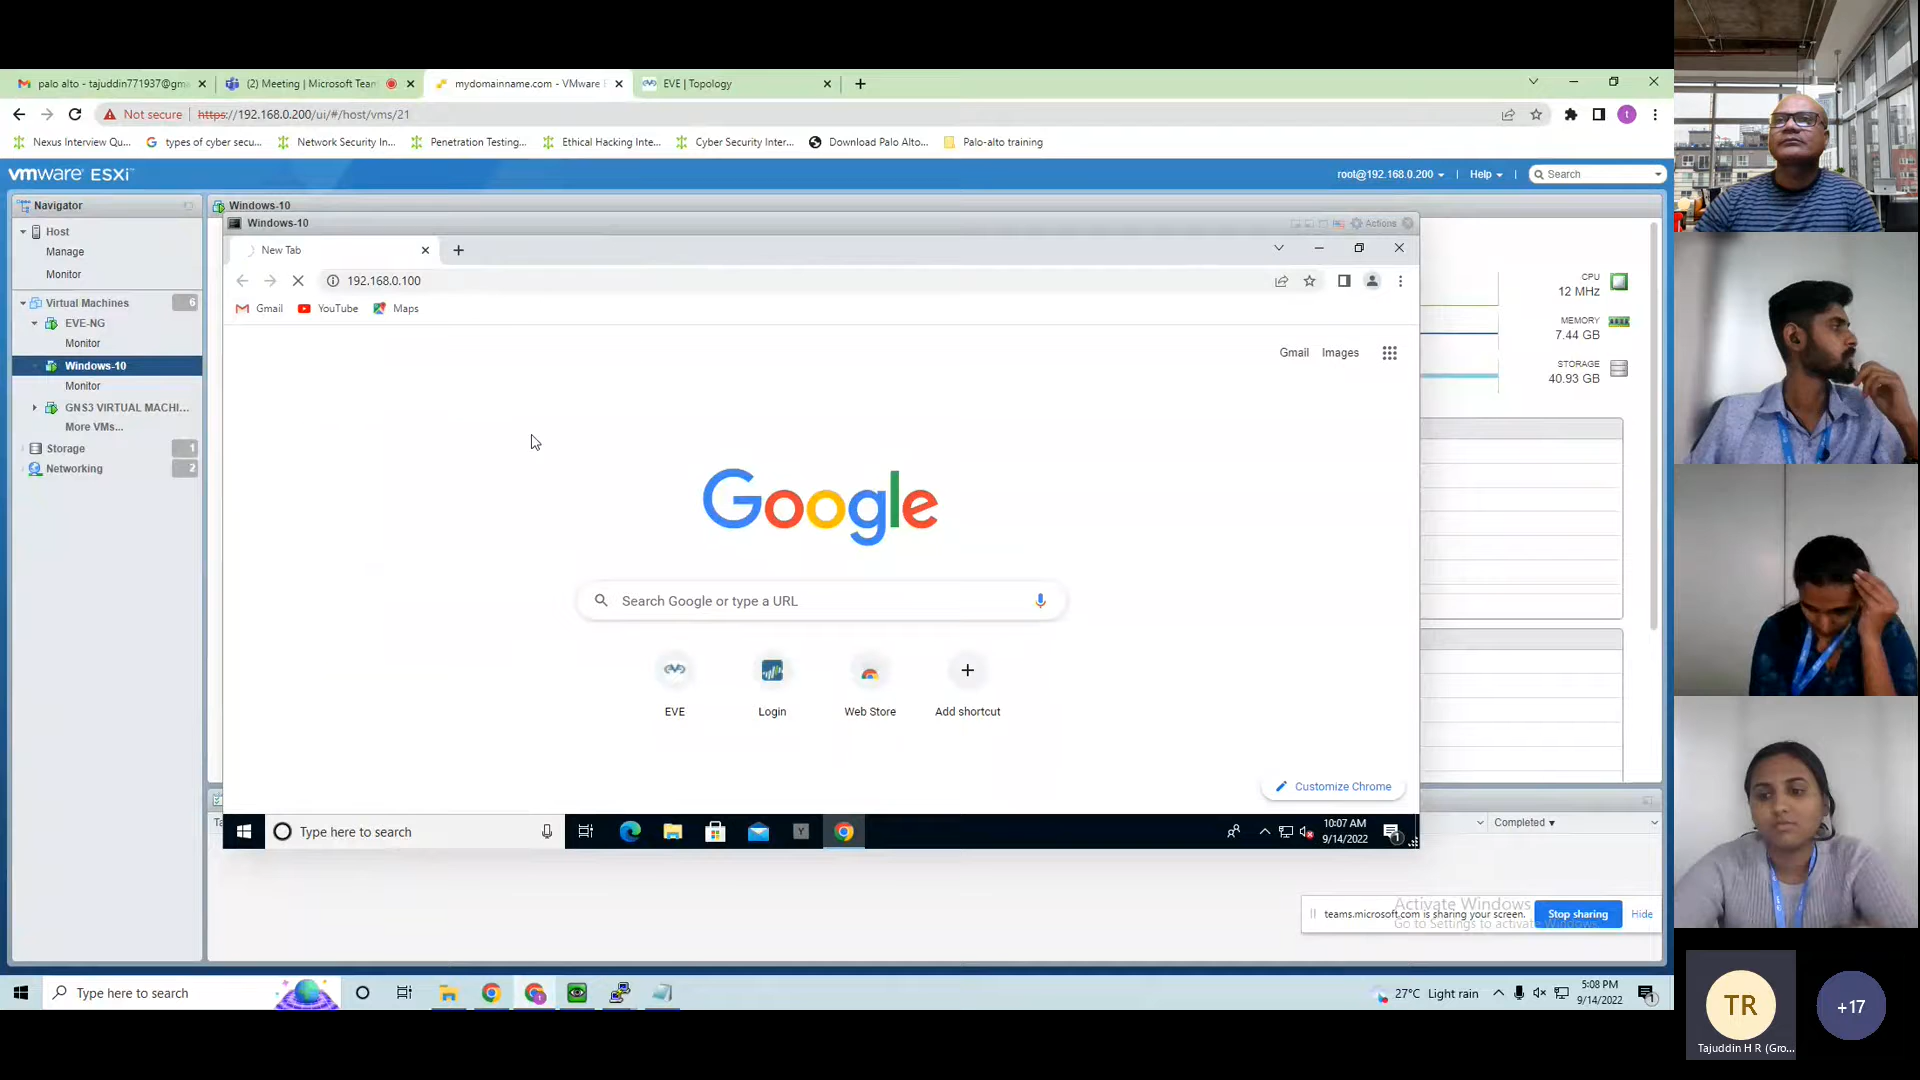 palo alto - tajuddin771937@gm
(2) Meeting | Microsoft Team
mydomainname.com - VMware E
EVE | Topology
Not secure
https://192.168.0.200/ui/#/host/vms/21
Nexus Interview Qu...
types of cyber secu...
Network Security In...
Penetration Testing...
Ethical Hacking Inte...
Cyber Security Inter...
Download Palo Alto...
Palo-alto training
vmware ESXi
root@192.168.0.200
Help
Search
Navigator
Host
Manage
Monitor
Virtual Machines
6
EVE-NG
Monitor
Windows-10
Monitor
GNS3 VIRTUAL MACHI...
More VMs...
Storage
1
Networking
2
Windows-10
Windows-10
Actions
New Tab
192.168.0.100
Gmail
YouTube
Maps
Gmail
Images
Google
Search Google or type a URL
EVE
Login
Web Store
Add shortcut
Customize Chrome
Type here to search
10:07 AM
9/14/2022
1
CPU
12 MHz
MEMORY
7.44 GB
STORAGE
40.93 GB
Completed
Activate Windows
Go to Settings to activate Windows.
teams.microsoft.com is sharing your screen.
Stop sharing
Hide
Type here to search
27°C Light rain
5:08 PM
9/14/2022
1
TR
Tajuddin H R (Gro...
+17